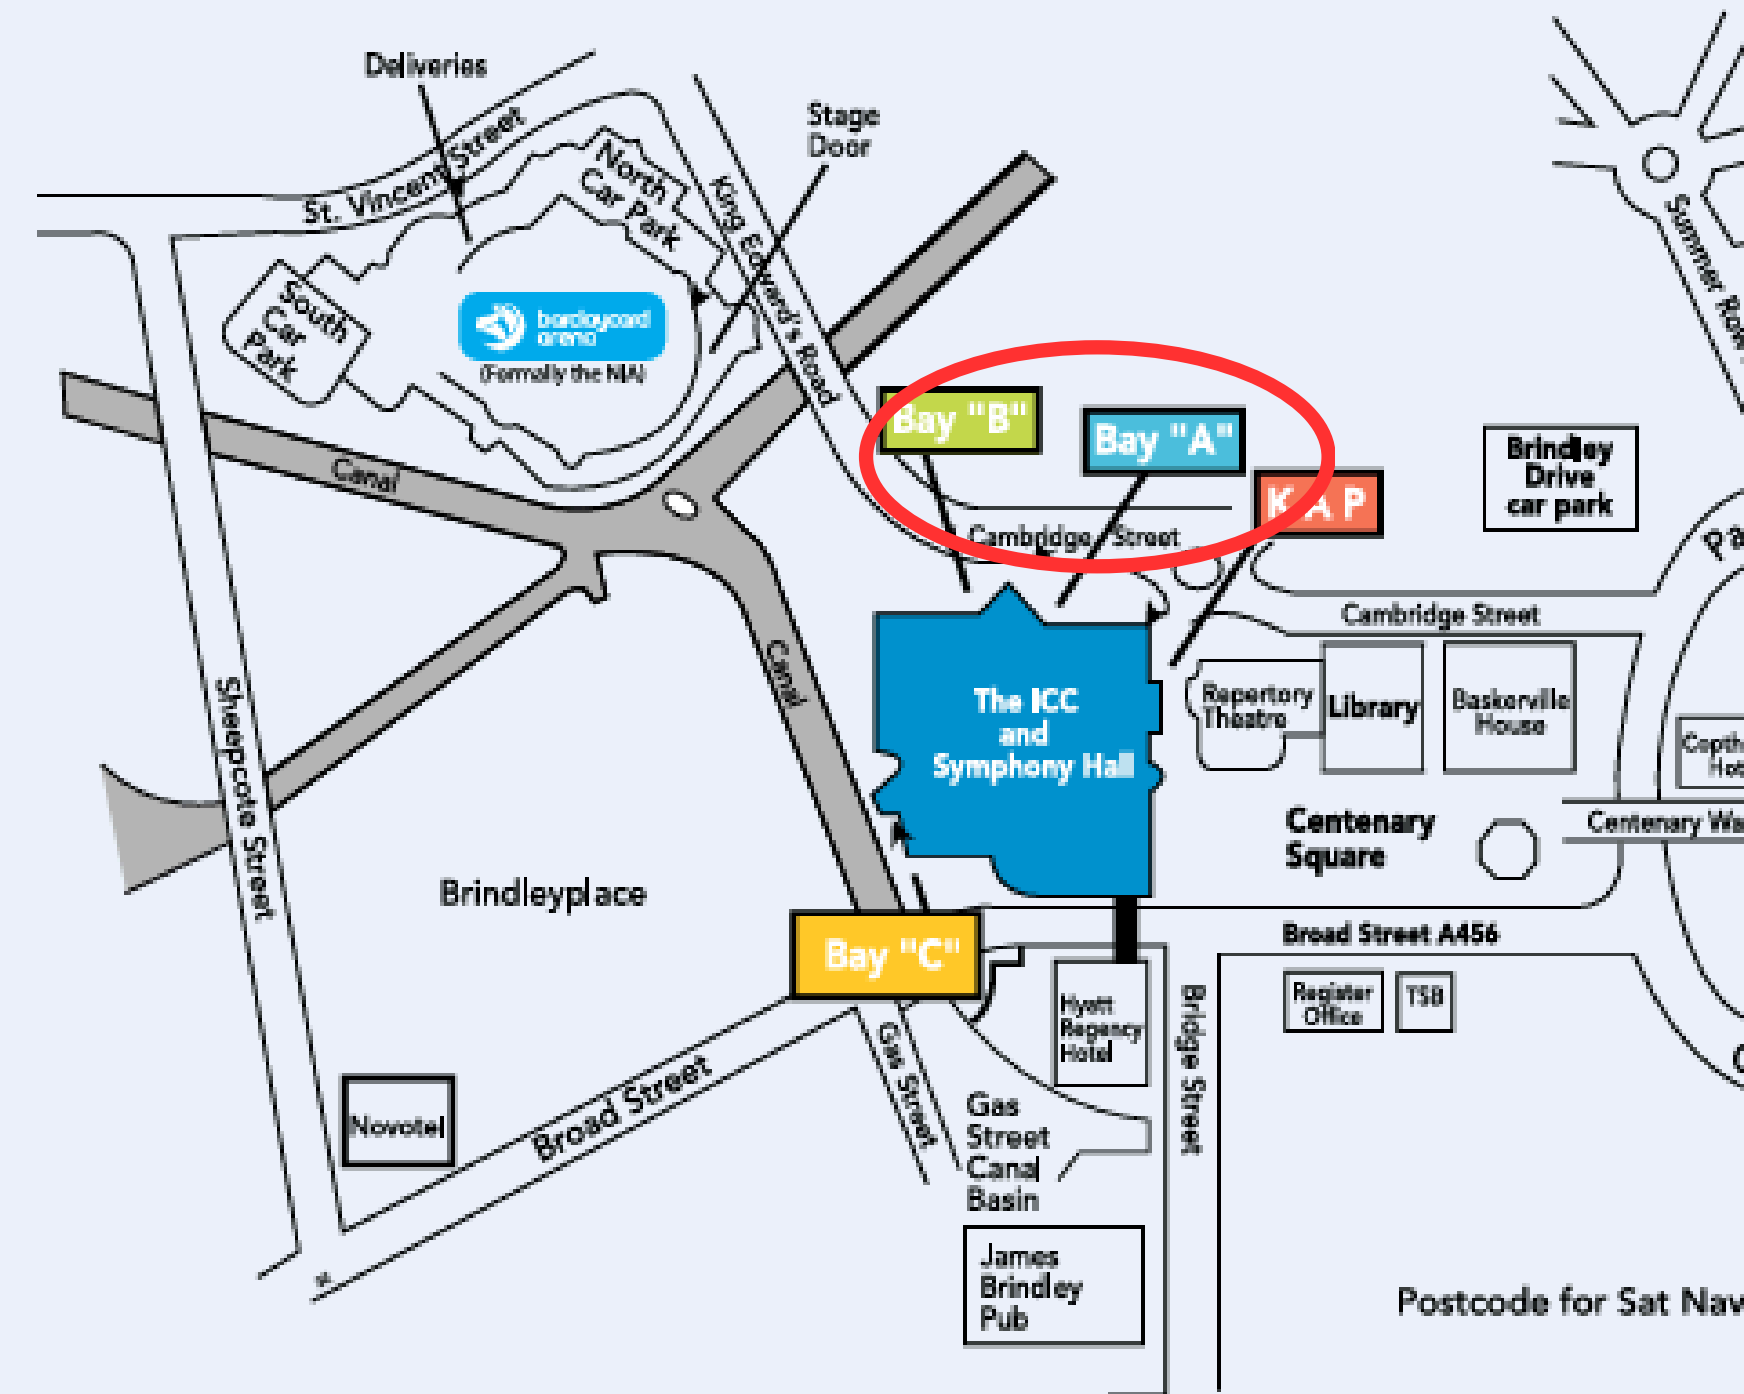 Deliveries
Stage
Door
St. Vincent Street
North
Car Park
King Edward's Road
South
Car
Park
barclaycard
arena
(Formally the NIA)
Summer Row
Bay "B"
Bay "A"
K A P
Brindley
Drive
car park
Canal
Cambridge Street
Cambridge Street
Canal
The ICC
and
Symphony Hall
Repertory
Theatre
Library
Baskerville
House
Sheepcote Street
Centenary
Square
Centenary
Brindleyplace
Bay "C"
Broad Street A456
Register
Office
TSB
Hyatt
Regency
Hotel
Bridge Street
Gas Street
Broad Street
Novotel
Gas
Street
Canal
Basin
James
Brindley
Pub
Postcode for Sat Nav